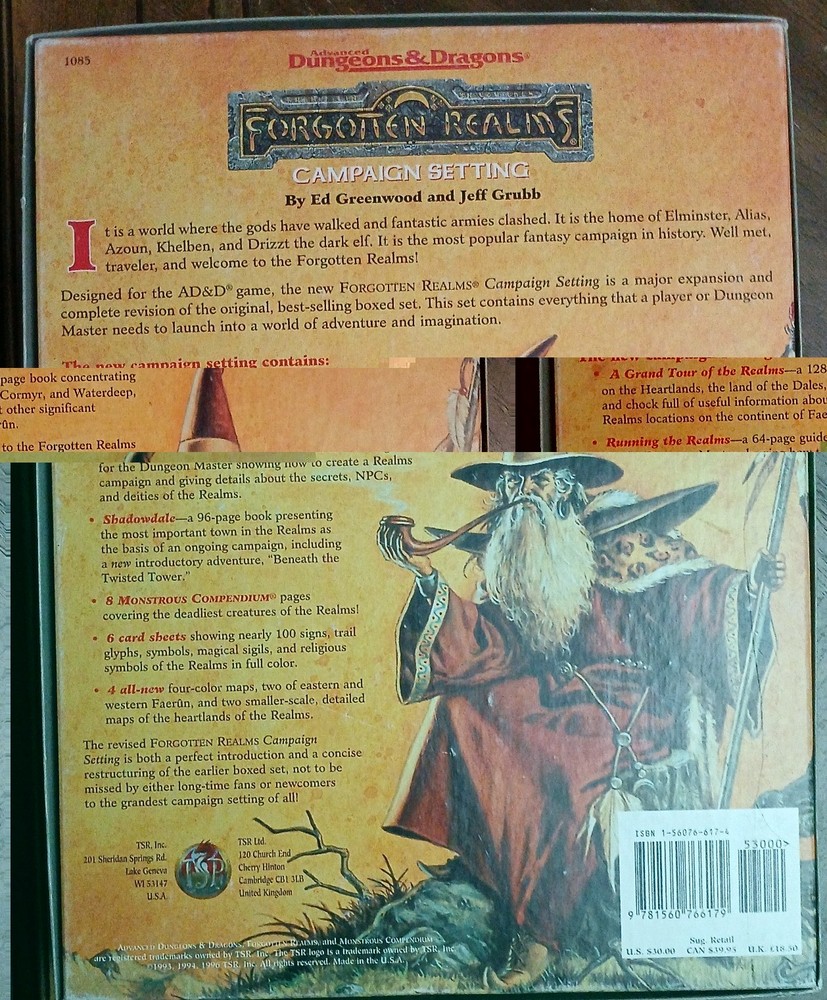 1085
Advanced
Dungeons & Dragons®
FORGOTTEN REALMS®
CAMPAIGN SETTING
By Ed Greenwood and Jeff Grubb
It is a world where the gods have walked and fantastic armies clashed. It is the home of Elminster, Alias,
Azoun, Khelben, and Drizzt the dark elf. It is the most popular fantasy campaign in history. Well met,
traveler, and welcome to the Forgotten Realms!
Designed for the AD&D® game, the new FORGOTTEN REALMS® Campaign Setting is a major expansion and
complete revision of the original, best-selling boxed set. This set contains everything that a player or Dungeon
Master needs to launch into a world of adventure and imagination.
The new campaign setting contains:
• A Grand Tour of the Realms—a 128 page book concentrating
on the Heartlands, the land of the Dales, Cormyr, and Waterdeep,
and chock full of useful information abou t other significant
Realms locations on the continent of Fae rûn.
• Running the Realms—a 64-page guide to the Forgotten Realms
for the Dungeon Master showing how to create a Realms
campaign and giving details about the secrets, NPCs,
and deities of the Realms.
• Shadowdale—a 96-page book presenting
the most important town in the Realms as
the basis of an ongoing campaign, including
a new introductory adventure, "Beneath the
Twisted Tower."
• 8 MONSTROUS COMPENDIUM® pages
covering the deadliest creatures of the Realms!
• 6 card sheets showing nearly 100 signs, trail
glyphs, symbols, magical sigils, and religious
symbols of the Realms in full color.
• 4 all-new four-color maps, two of eastern and
western Faerûn, and two smaller-scale, detailed
maps of the heartlands of the Realms.
The revised FORGOTTEN REALMS Campaign
Setting is both a perfect introduction and a concise
restructuring of the earlier boxed set, not to be
missed by either long-time fans or newcomers
to the grandest campaign setting of all!
TSR, Inc.
201 Sheridan Springs Rd.
Lake Geneva
WI 53147
U.S.A.
TSR
TSR Ltd.
120 Church End
Cherry Hinton
Cambridge CB1 3LB
United Kingdom
ADVANCED DUNGEONS & DRAGONS, FORGOTTEN REALMS, and MONSTROUS COMPENDIUM
are registered trademarks owned by TSR, Inc. The TSR logo is a trademark owned by TSR, Inc.
©1993, 1994, 1996 TSR, Inc. All rights reserved. Made in the U.S.A.
ISBN 1-56076-617-4
53000>
9 781560 766179
Sug. Retail
U.S. $30.00 CAN $39.95 U.K. £18.50